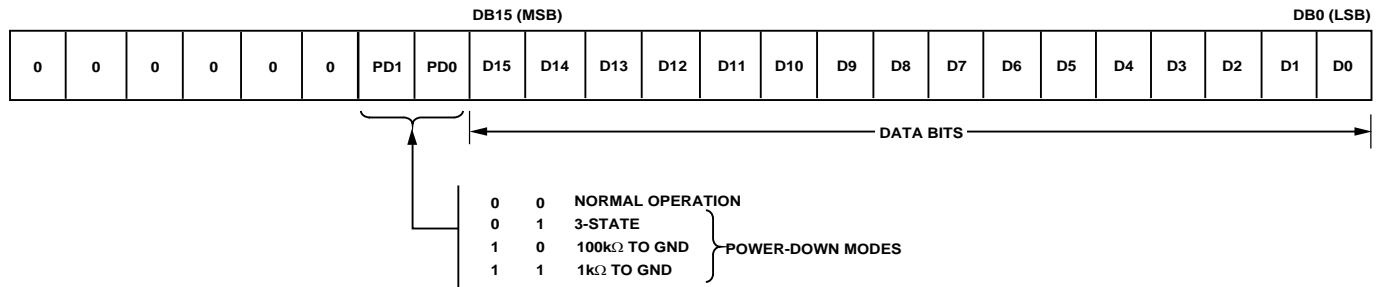 DB15 (MSB) DB0 (LSB)
0 0 0 0 0 0 PD1 PD0 D15 D14 D13 D12 D11 D10 D9 D8 D7 D6 D5 D4 D3 D2 D1 D0
DATA BITS
0 0 NORMAL OPERATION
0 1 3-STATE
1 0 100kΩ TO GND
POWER-DOWN MODES
1 1 1kΩ TO GND